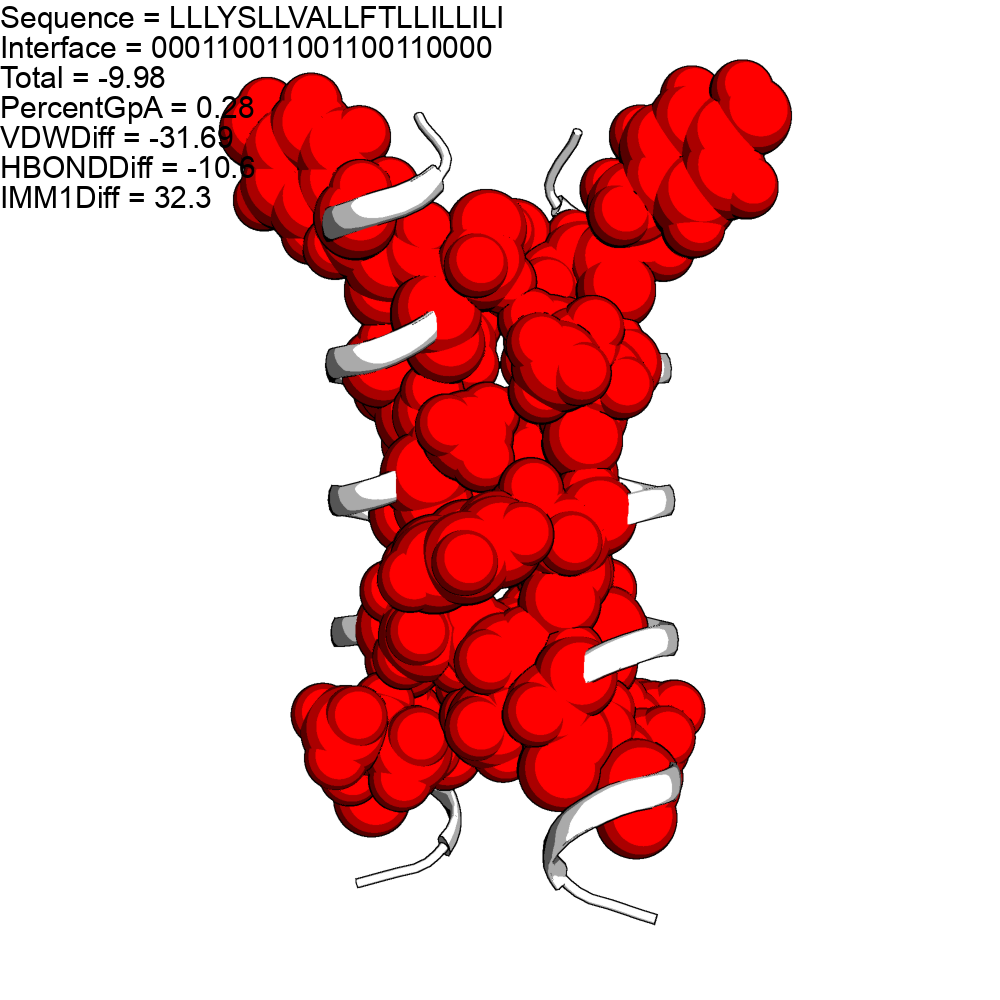 Sequence = LLLYSLLVALLFTLLILLILI
Interface = 000110011001100110000
Total = -9.98
PercentGpA = 0.28
VDWDiff = -31.69
HBONDDiff = -10.6
IMM1Diff = 32.3